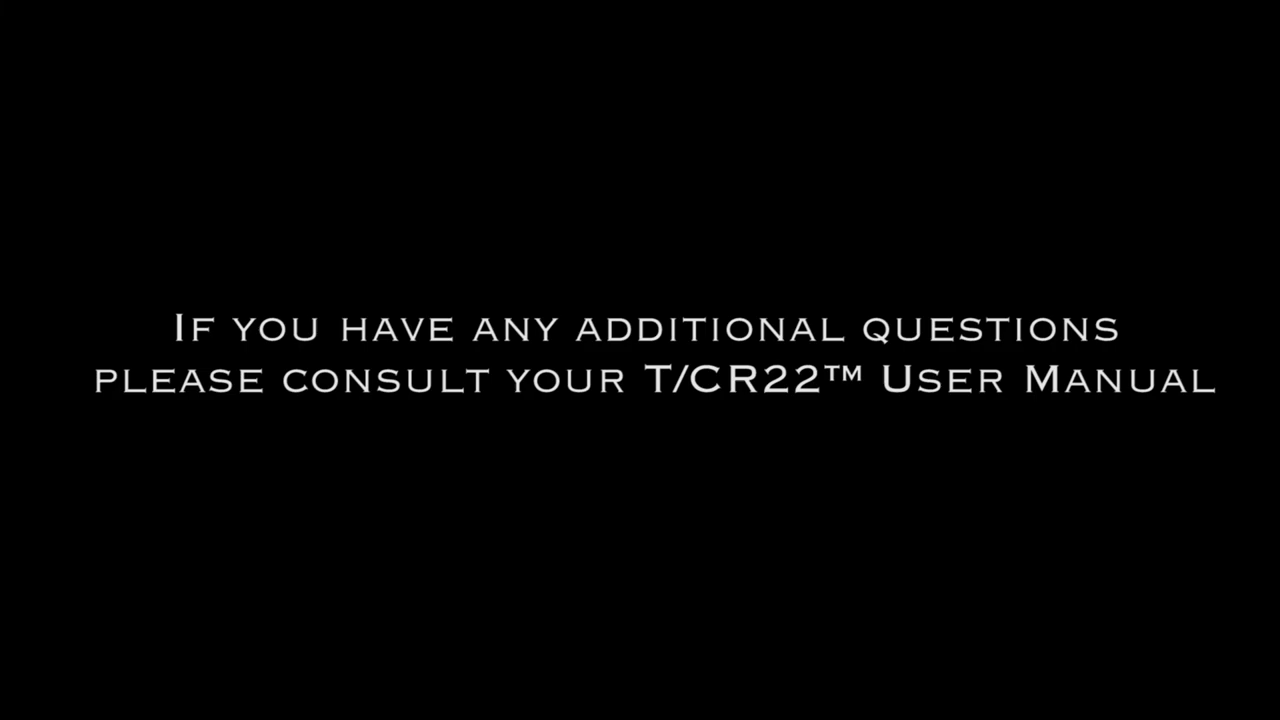 If you have any additional questions
please consult your T/CR22™ User Manual